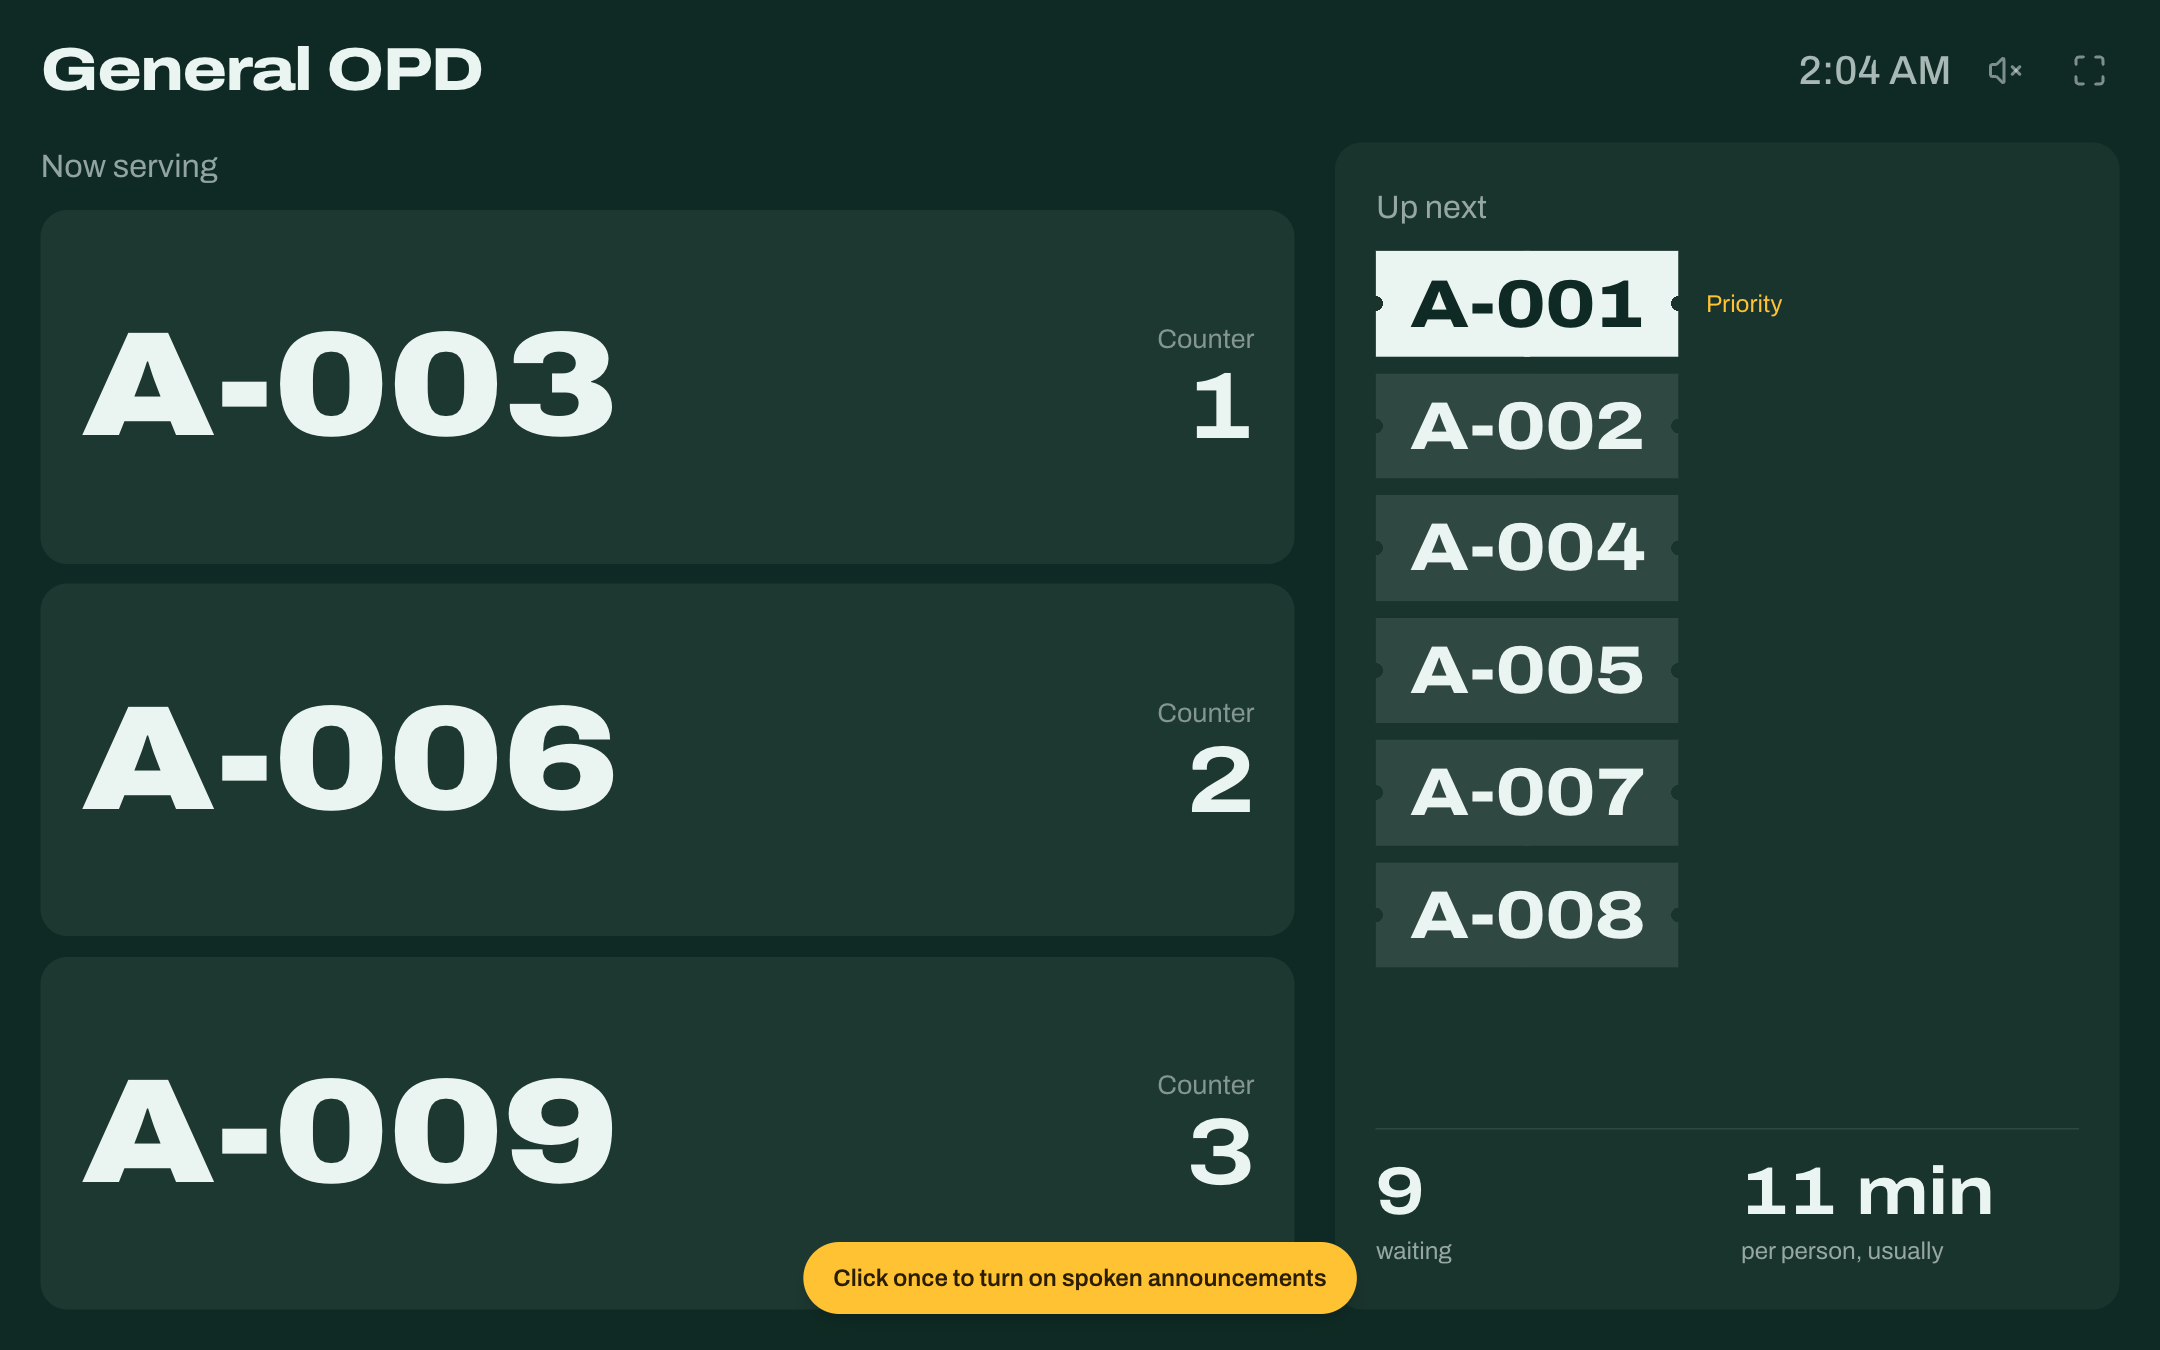 General OPD
2:04 AM
Now serving
A-003
Counter
1
A-006
Counter
2
A-009
Counter
3
Up next
A-001
Priority
A-002
A-004
A-005
A-007
A-008
9
waiting
11 min
per person, usually
Click once to turn on spoken announcements